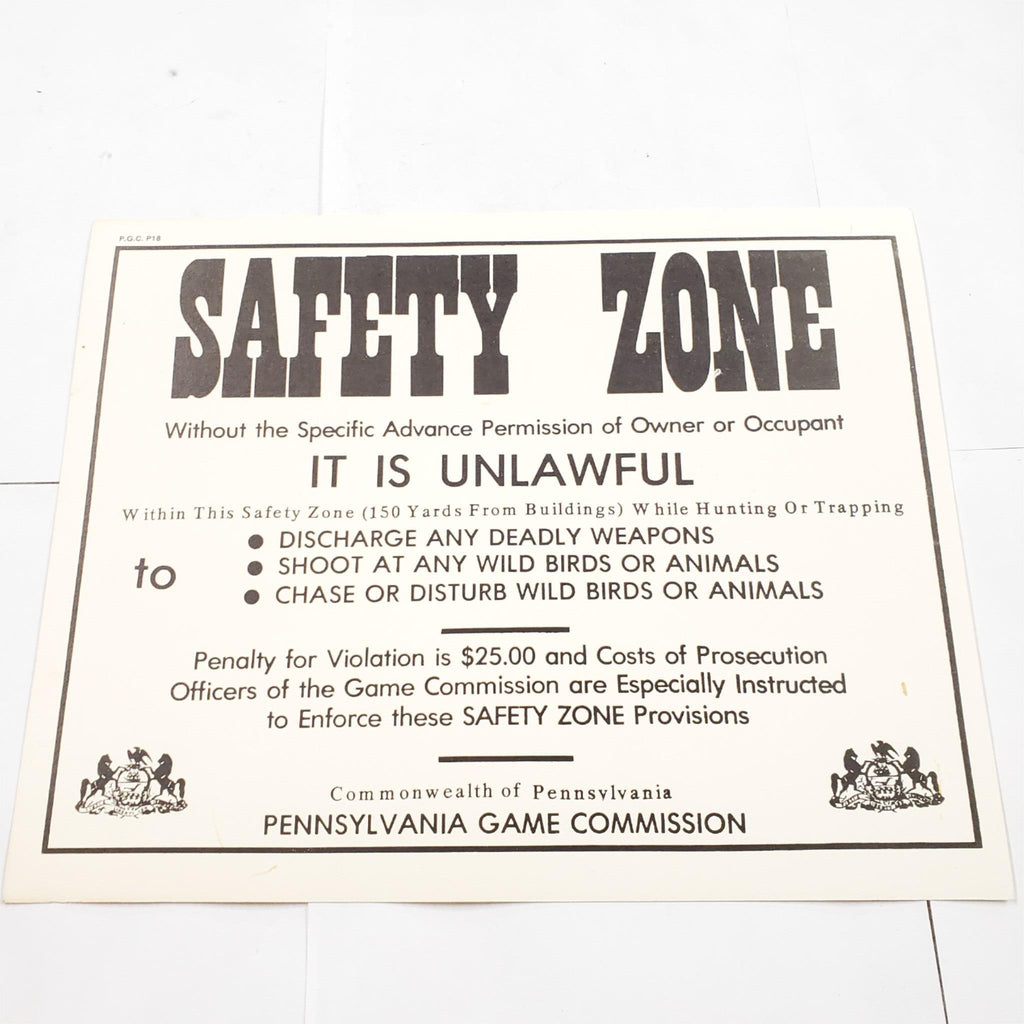 P.G.C. P18
SAFETY ZONE
Without the Specific Advance Permission of Owner or Occupant
IT IS UNLAWFUL
Within This Safety Zone (150 Yards From Buildings) While Hunting Or Trapping
to
● DISCHARGE ANY DEADLY WEAPONS
● SHOOT AT ANY WILD BIRDS OR ANIMALS
● CHASE OR DISTURB WILD BIRDS OR ANIMALS
Penalty for Violation is $25.00 and Costs of Prosecution
Officers of the Game Commission are Especially Instructed
to Enforce these SAFETY ZONE Provisions
Commonwealth of Pennsylvania
PENNSYLVANIA GAME COMMISSION